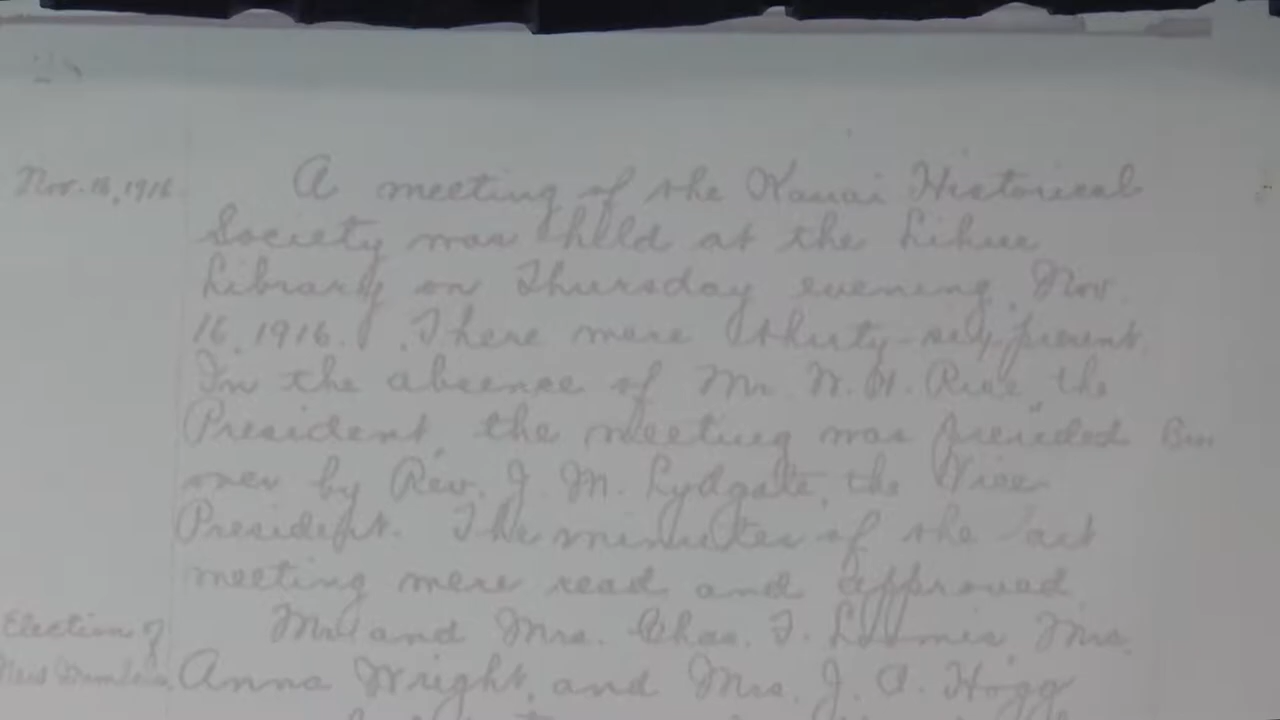 Nov. 16, 1916
A meeting of the Kauai Historical
Society was held at the Lihue
Library on Thursday evening, Nov.
16, 1916. There were thirty-six present.
In the absence of Mr. W. H. Rice, the
President, the meeting was presided
over by Rev. J. M. Lydgate, the Vice
President. The minutes of the last
meeting were read and approved.
Election of
New Members.
Mr. and Mrs. Chas. F. Loomis, Mrs.
Anna Wright, and Mrs. J. A. Hogg